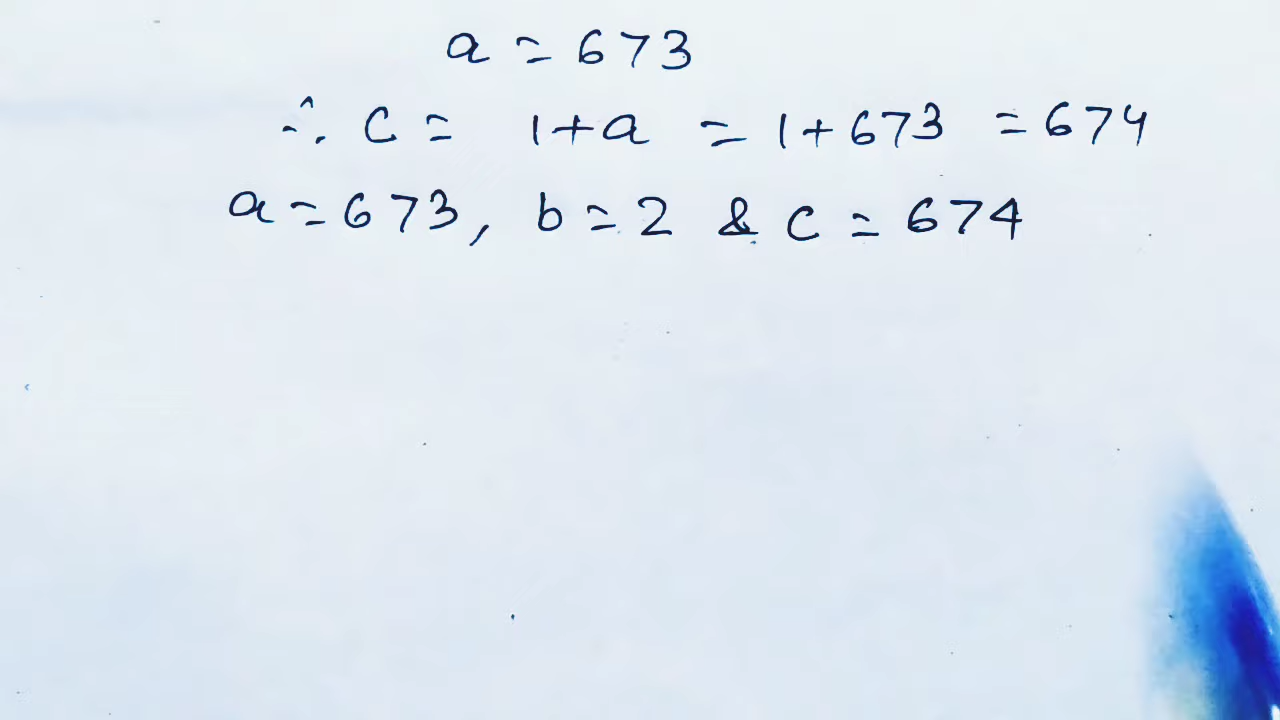 a = 673
∴ c = 1+a = 1+673 = 674
a = 673, b = 2 & c = 674